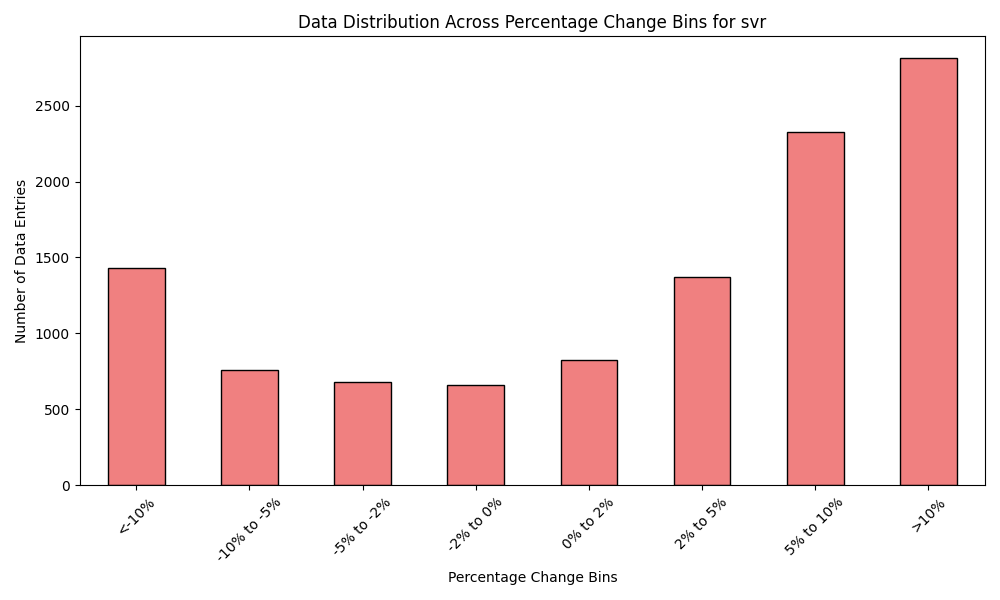 Data Distribution Across Percentage Change Bins for svr
Number of Data Entries
2500
2000
1500
1000
500
0
<-10%
-10% to -5%
-5% to -2%
-2% to 0%
0% to 2%
2% to 5%
5% to 10%
>10%
Percentage Change Bins